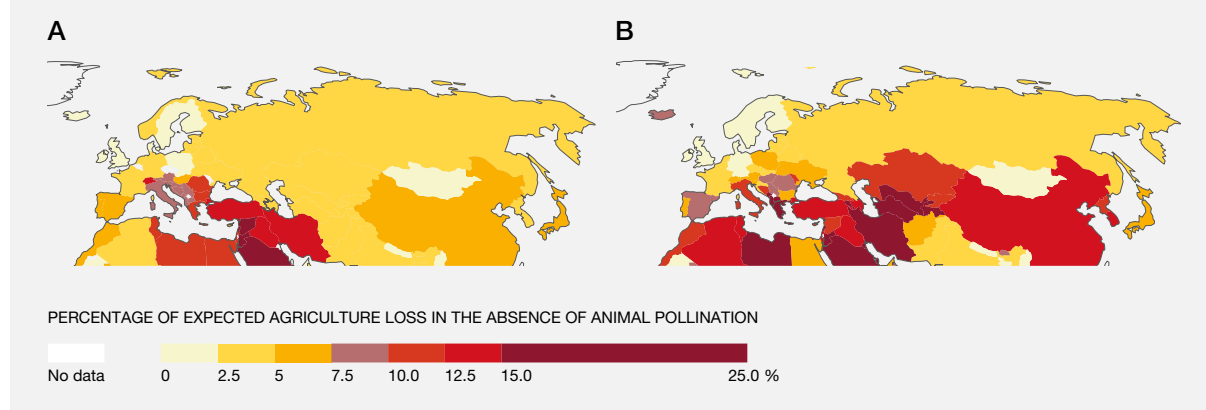 A
B
PERCENTAGE OF EXPECTED AGRICULTURE LOSS IN THE ABSENCE OF ANIMAL POLLINATION
No data 0 2.5 5 7.5 10.0 12.5 15.0 25.0 %